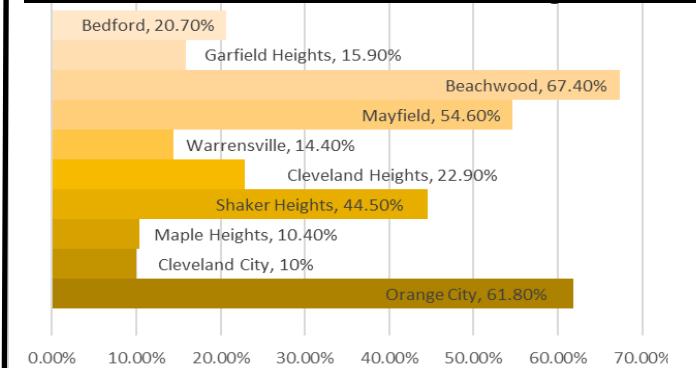 Bedford, 20.70%
Garfield Heights, 15.90%
Beachwood, 67.40%
Mayfield, 54.60%
Warrensville, 14.40%
Cleveland Heights, 22.90%
Shaker Heights, 44.50%
Maple Heights, 10.40%
Cleveland City, 10%
Orange City, 61.80%
0.00% 10.00% 20.00% 30.00% 40.00% 50.00% 60.00% 70.00%